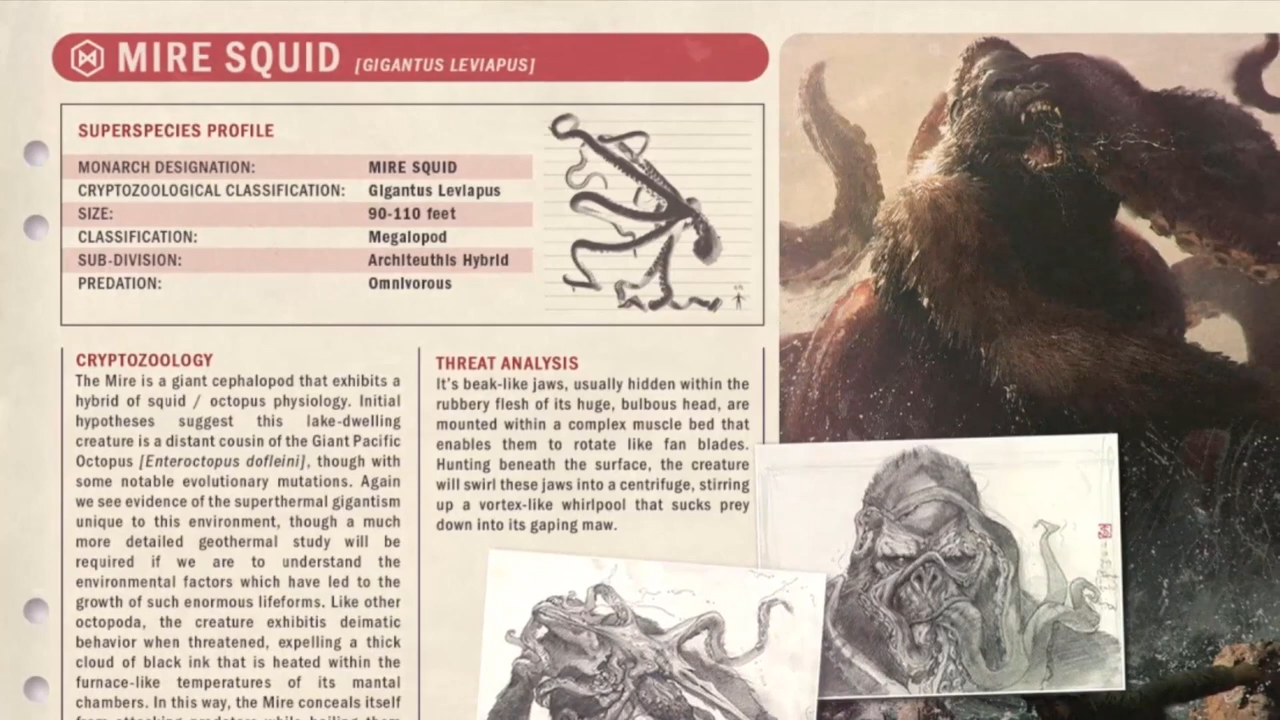 MIRE SQUID [GIGANTUS LEVIAPUS]
SUPERSPECIES PROFILE
MONARCH DESIGNATION: MIRE SQUID
CRYPTOZOOLOGICAL CLASSIFICATION: Gigantus Leviapus
SIZE: 90-110 feet
CLASSIFICATION: Megalopod
SUB-DIVISION: Architeuthis Hybrid
PREDATION: Omnivorous
CRYPTOZOOLOGY
The Mire is a giant cephalopod that exhibits a
hybrid of squid / octopus physiology. Initial
hypotheses suggest this lake-dwelling
creature is a distant cousin of the Giant Pacific
Octopus [Enteroctopus dofleini], though with
some notable evolutionary mutations. Again
we see evidence of the superthermal gigantism
unique to this environment, though a much
more detailed geothermal study will be
required if we are to understand the
environmental factors which have led to the
growth of such enormous lifeforms. Like other
octopoda, the creature exhibitis deimatic
behavior when threatened, expelling a thick
cloud of black ink that is heated within the
furnace-like temperatures of its mantal
chambers. In this way, the Mire conceals itself
from attacking predators while boiling them
THREAT ANALYSIS
It's beak-like jaws, usually hidden within the
rubbery flesh of its huge, bulbous head, are
mounted within a complex muscle bed that
enables them to rotate like fan blades.
Hunting beneath the surface, the creature
will swirl these jaws into a centrifuge, stirring
up a vortex-like whirlpool that sucks prey
down into its gaping maw.